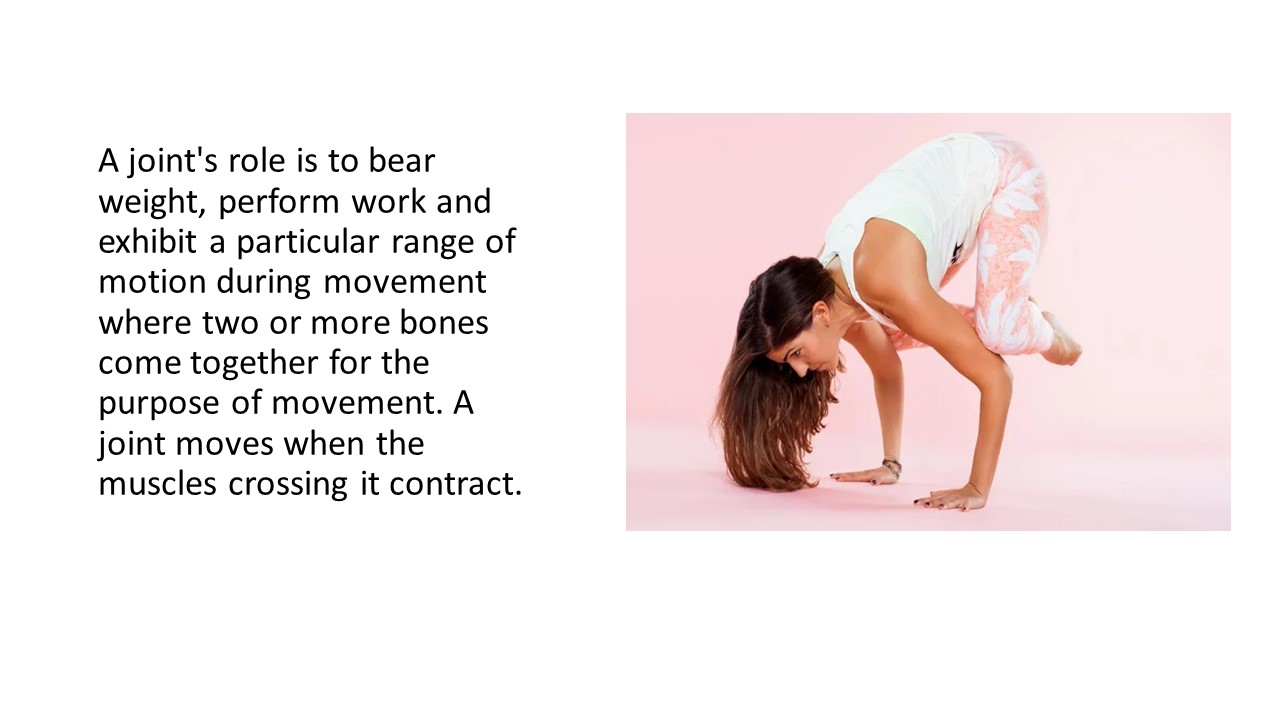 A joint's role is to bear
weight, perform work and
exhibit a particular range of
motion during movement
where two or more bones
come together for the
purpose of movement. A
joint moves when the
muscles crossing it contract.